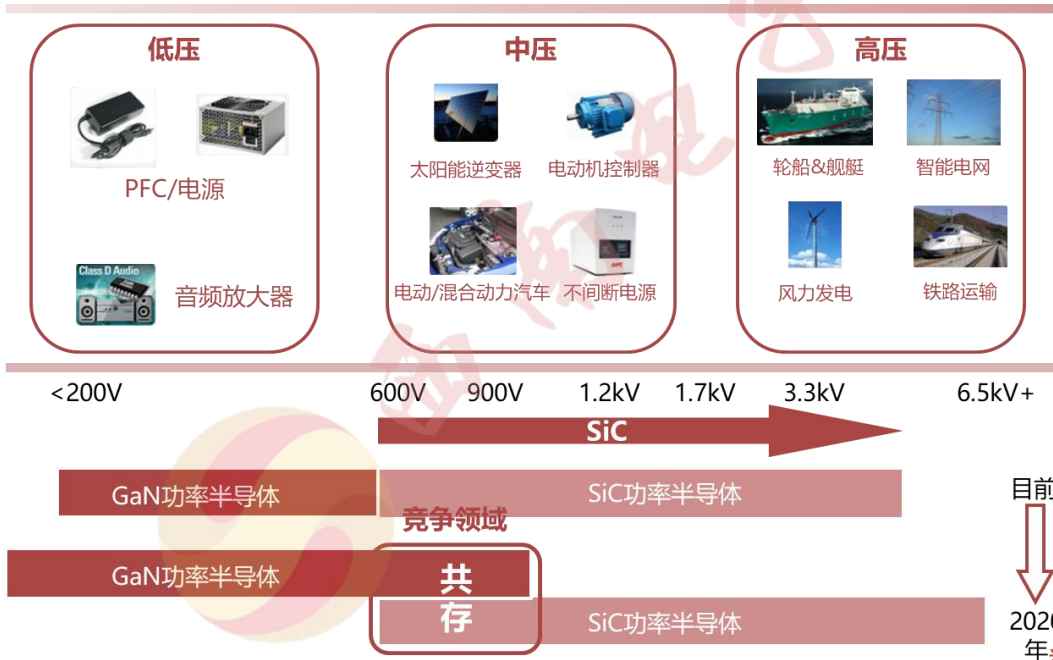 低压
中压
高压
PFC/电源
Class D Audio
音频放大器
太阳能逆变器
电动机控制器
电动/混合动力汽车
不间断电源
APC
轮船&舰艇
智能电网
风力发电
铁路运输
<200V
600V
900V
1.2kV
1.7kV
3.3kV
6.5kV+
SiC
GaN功率半导体
SiC功率半导体
目前
竞争领域
GaN功率半导体
共
存
SiC功率半导体
2020
年